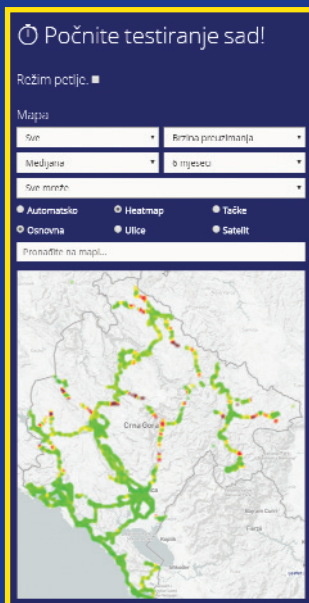 Počnite testiranje sad!
Režim petlje.
Mapa
Sve
Brzina preuzimanja
Medijana
6 mjeseci
Sve mreže
Automatsko
Heatmap
Tačke
Osnovna
Ulice
Satelit
Pronađite na mapi...
Crna Gora